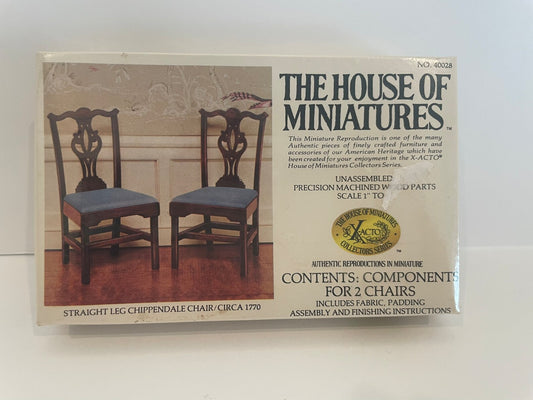 NO. 40028
THE HOUSE OF
MINIATURES™
This Miniature Reproduction is one of the many
Authentic pieces of finely crafted furniture and
accessories of our American Heritage which have
been created for your enjoyment in the X-ACTO®
House of Miniatures Collectors Series.
UNASSEMBLED
PRECISION MACHINED WOOD PARTS
SCALE 1" TO
THE HOUSE OF MINIATURES
X-ACTO
COLLECTORS SERIES
™
AUTHENTIC REPRODUCTIONS IN MINIATURE
CONTENTS: COMPONENTS
FOR 2 CHAIRS
INCLUDES FABRIC, PADDING
ASSEMBLY AND FINISHING INSTRUCTIONS
STRAIGHT LEG CHIPPENDALE CHAIR/CIRCA 1770